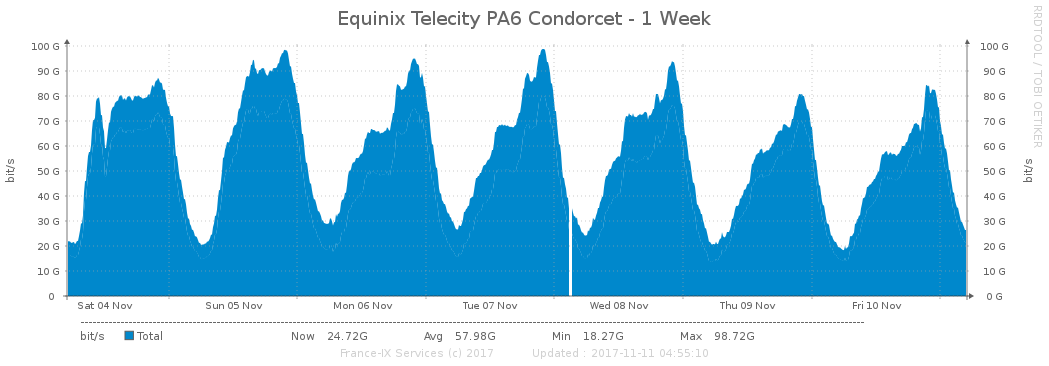 Equinix Telecity PA6 Condorcet - 1 Week
RRDTOOL / TOBI OETIKER
bit/s
100 G
90 G
80 G
70 G
60 G
50 G
40 G
30 G
20 G
10 G
0
100 G
90 G
80 G
70 G
60 G
50 G
40 G
30 G
20 G
10 G
0 G
bit/s
Sat 04 Nov Sun 05 Nov Mon 06 Nov Tue 07 Nov Wed 08 Nov Thu 09 Nov Fri 10 Nov
bit/s Total Now 24.72G Avg 57.98G Min 18.27G Max 98.72G
France-IX Services (c) 2017 Updated : 2017-11-11 04:55:10